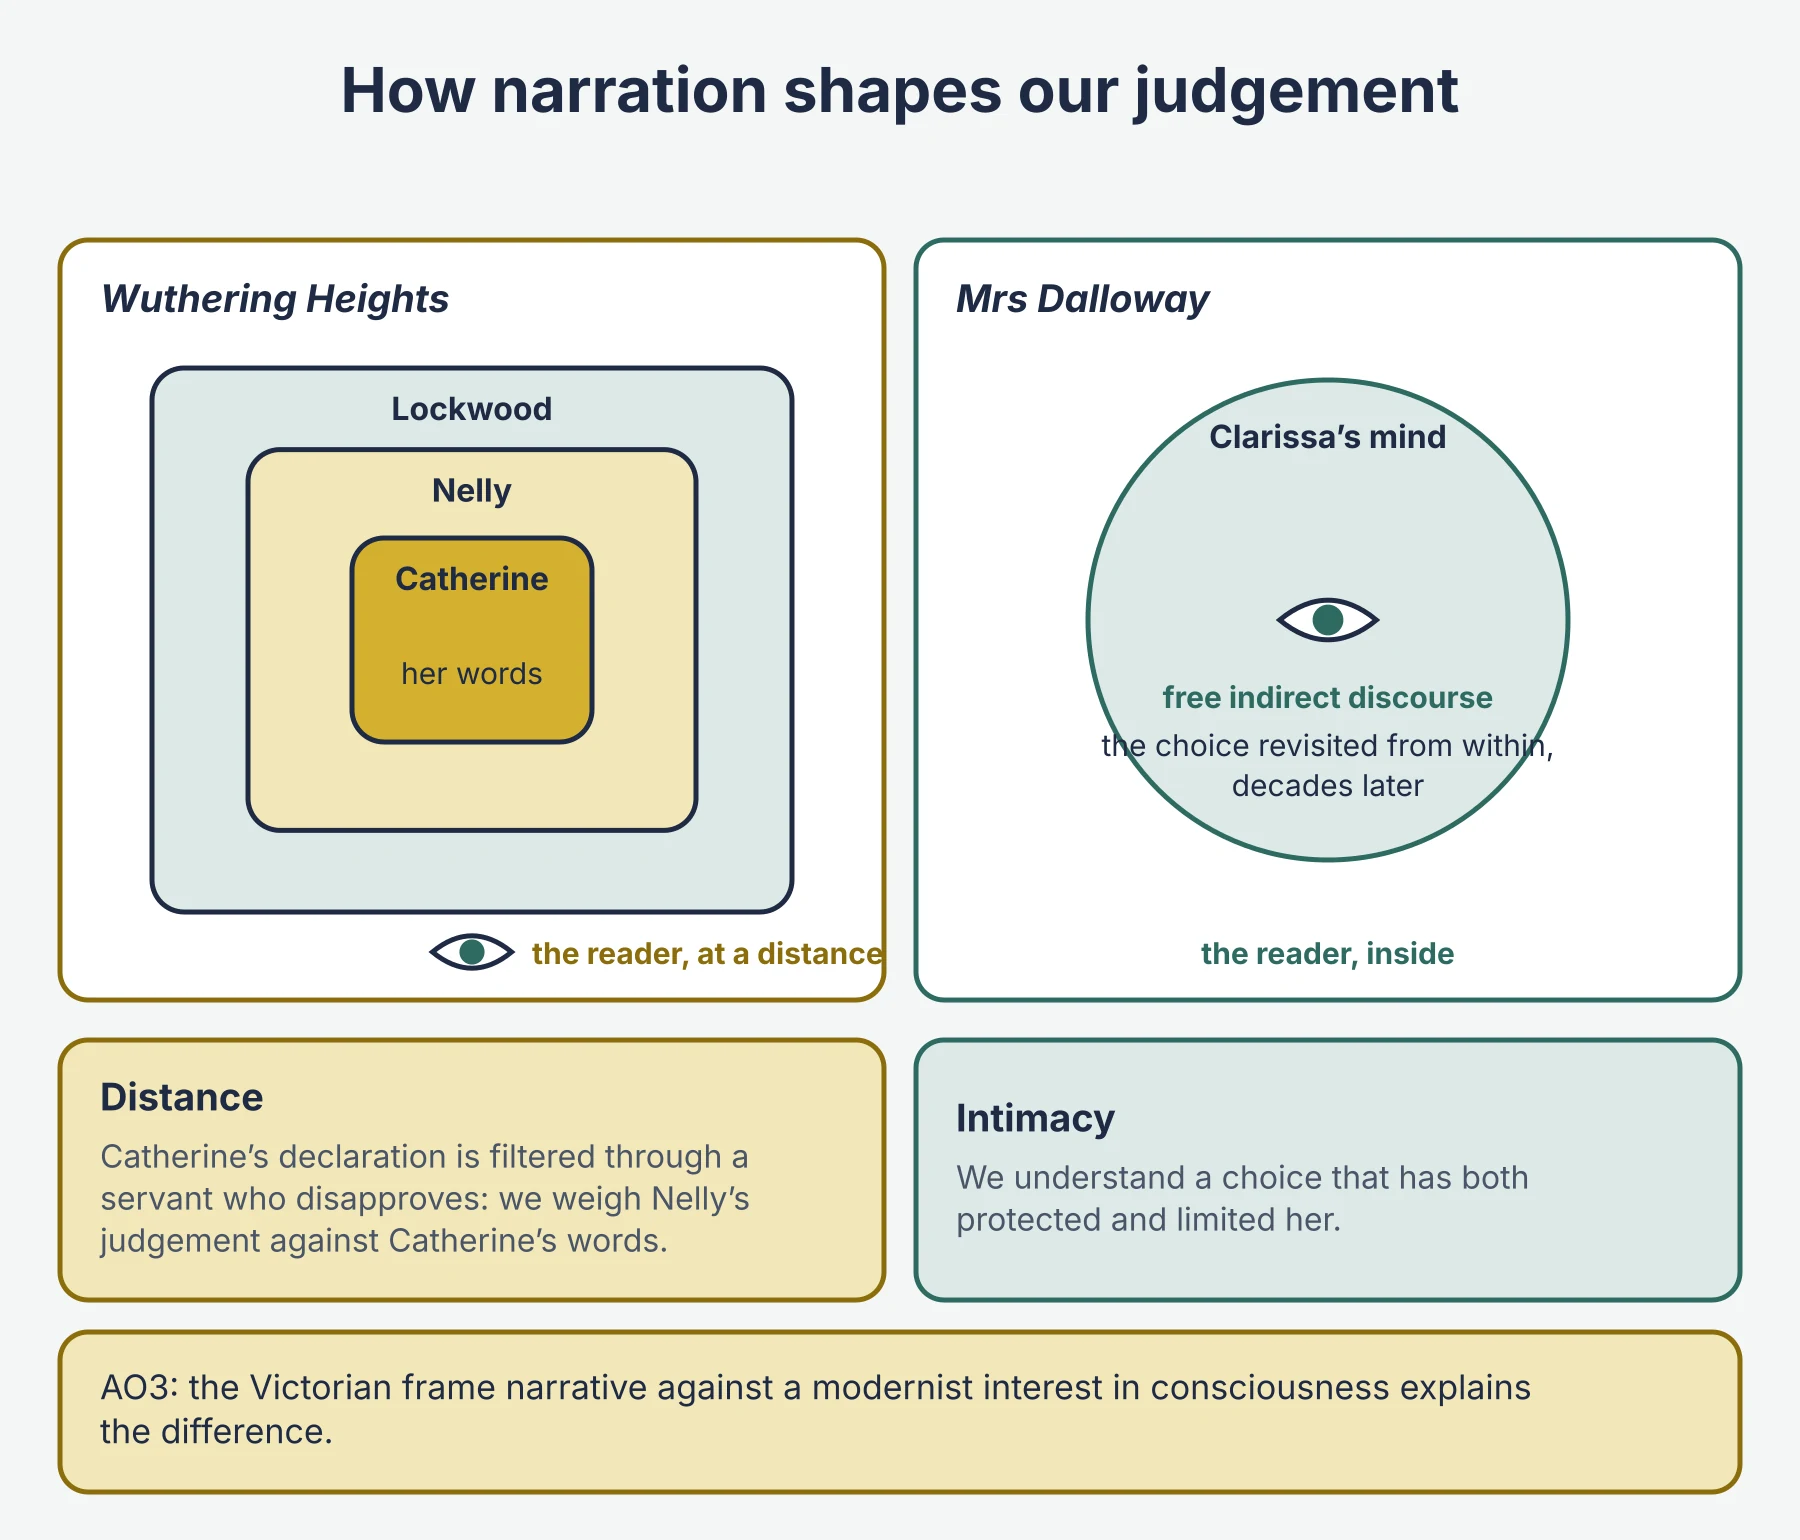 How narration shapes our judgement
Wuthering Heights
Lockwood
Nelly
Catherine
her words
the reader, at a distance
Mrs Dalloway
Clarissa’s mind
free indirect discourse
the choice revisited from within,
decades later
the reader, inside
Distance
Catherine’s declaration is filtered through a
servant who disapproves: we weigh Nelly’s
judgement against Catherine’s words.
Intimacy
We understand a choice that has both
protected and limited her.
AO3: the Victorian frame narrative against a modernist interest in consciousness explains
the difference.